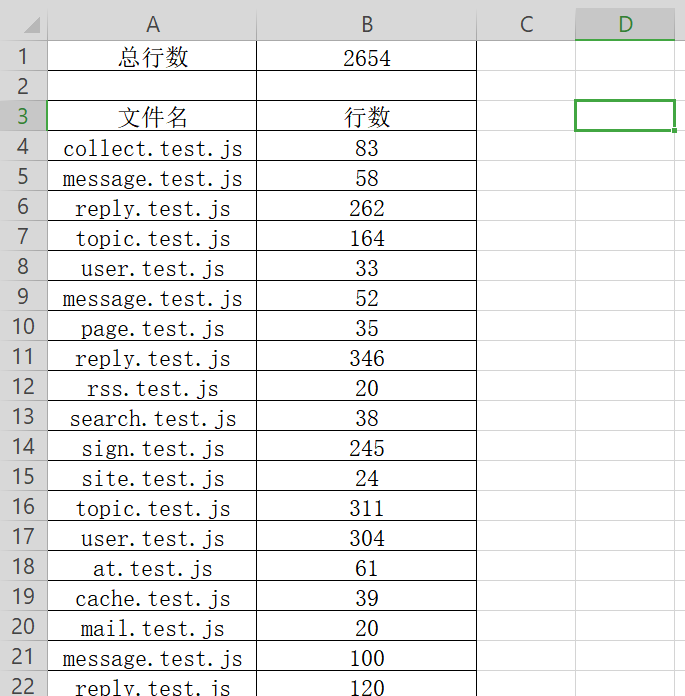 A B C D
1 总行数 2654
2
3 文件名 行数
4 collect.test.js 83
5 message.test.js 58
6 reply.test.js 262
7 topic.test.js 164
8 user.test.js 33
9 message.test.js 52
10 page.test.js 35
11 reply.test.js 346
12 rss.test.js 20
13 search.test.js 38
14 sign.test.js 245
15 site.test.js 24
16 topic.test.js 311
17 user.test.js 304
18 at.test.js 61
19 cache.test.js 39
20 mail.test.js 20
21 message.test.js 100
22 reply.test.js 120